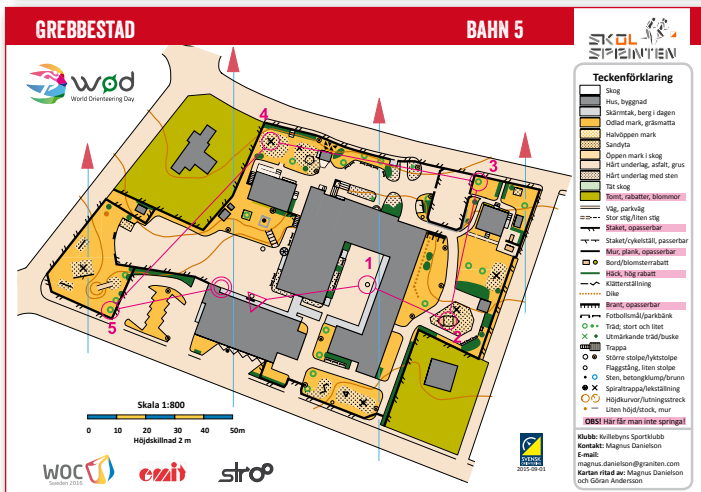 GREBBESTAD
BAHN 5
SKOL
SPRINTEN
wod
World Orienteering Day
4
3
1
2
5
Teckenförklaring
Skog
Hus, byggnad
Skärmtak, berg i dagen
Odlad mark, gräsmatta
Halvöppen mark
Sandyta
Öppen mark i skog
Hårt underlag, asfalt, grus
Hårt underlag med sten
Tät skog
Tomt, rabatter, blommor
Väg, parkväg
Stor stig/liten stig
Staket, opasserbar
Staket/cykelställ, passerbar
Mur, plank, opasserbar
Bord/blomsterrabatt
Häck, hög rabatt
Klätterställning
Dike
Brant, opasserbar
Fotbollsmål/parkbänk
Träd; stort och litet
Utmärkande träd/buske
Trappa
Större stolpe/lyktstolpe
Flaggstång, liten stolpe
Sten, betongklump/brunn
Spiraltrappa/lekställning
Höjdkurvor/lutningsstreck
Liten höjd/stock, mur
OBS! Här får man inte springa!
Klubb: Kvillebyns Sportklubb
Kontakt: Magnus Danielson
E-mail:
magnus.danielson@graniten.com
Kartan ritad av: Magnus Danielson
och Göran Andersson
Skala 1:800
0 10 20 30 40 50m
Höjdskillnad 2 m
WOC
Sweden 2016
emit
stroo
SVENSK
2015-09-01